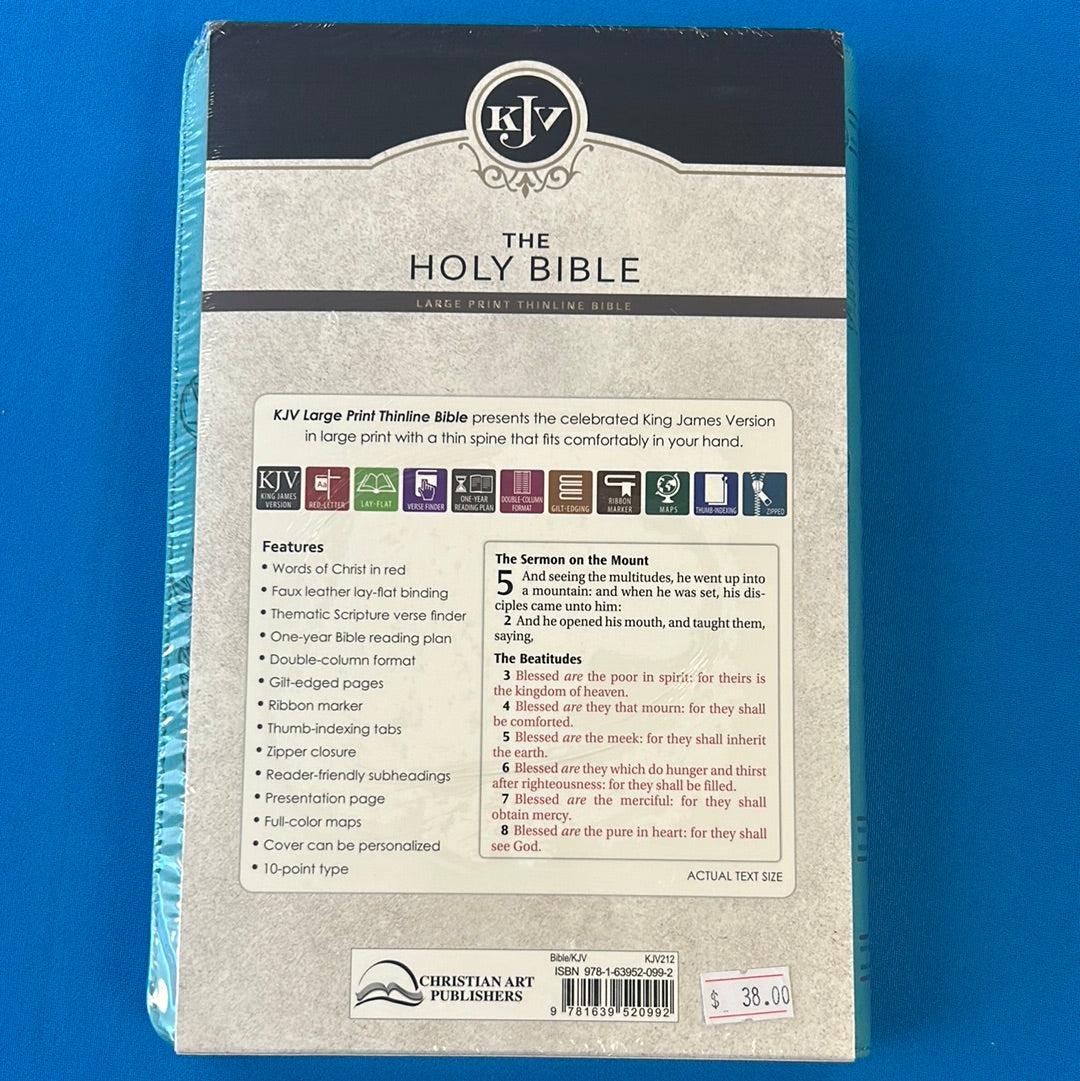 KJV
THE
HOLY BIBLE
LARGE PRINT THINLINE BIBLE
KJV Large Print Thinline Bible presents the celebrated King James Version
in large print with a thin spine that fits comfortably in your hand.
KJV
KING JAMES
VERSION
Aa
RED-LETTER
LAY-FLAT
VERSE FINDER
ONE-YEAR
READING PLAN
DOUBLE-COLUMN
FORMAT
GILT-EDGING
RIBBON
MARKER
MAPS
THUMB-INDEXING
ZIPPED
Features
• Words of Christ in red
• Faux leather lay-flat binding
• Thematic Scripture verse finder
• One-year Bible reading plan
• Double-column format
• Gilt-edged pages
• Ribbon marker
• Thumb-indexing tabs
• Zipper closure
• Reader-friendly subheadings
• Presentation page
• Full-color maps
• Cover can be personalized
• 10-point type
The Sermon on the Mount
5 And seeing the multitudes, he went up into
a mountain: and when he was set, his dis-
ciples came unto him:
2 And he opened his mouth, and taught them,
saying,
The Beatitudes
3 Blessed are the poor in spirit: for theirs is
the kingdom of heaven.
4 Blessed are they that mourn: for they shall
be comforted.
5 Blessed are the meek: for they shall inherit
the earth.
6 Blessed are they which do hunger and thirst
after righteousness: for they shall be filled.
7 Blessed are the merciful: for they shall
obtain mercy.
8 Blessed are the pure in heart: for they shall
see God.
ACTUAL TEXT SIZE
CHRISTIAN ART
PUBLISHERS
Bible/KJV KJV212
ISBN 978-1-63952-099-2
9 781639 520992
$ 38.00